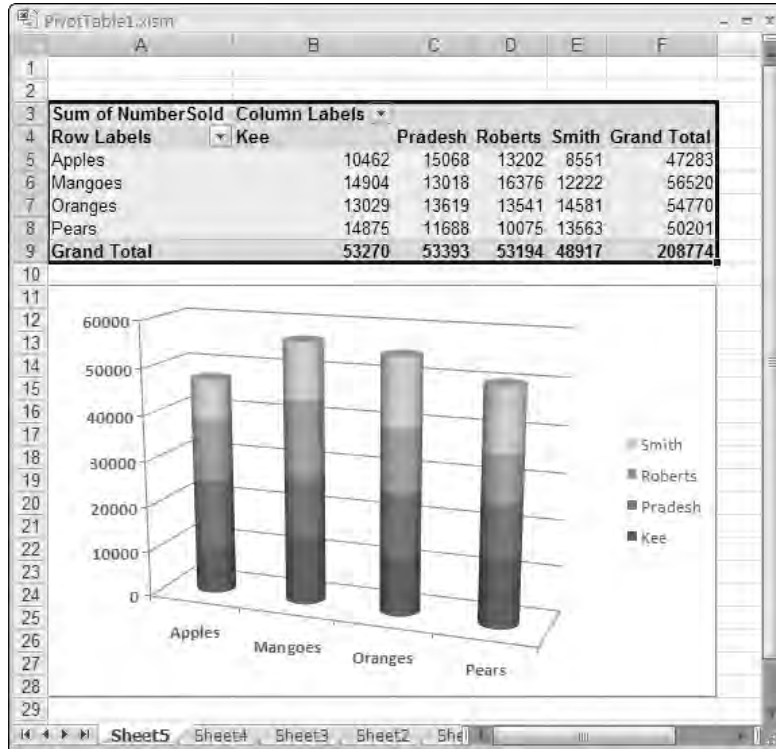 PivotTable1.xlsm
A B C D E F
1
2
3 Sum of NumberSold Column Labels
4 Row Labels Kee Pradesh Roberts Smith Grand Total
5 Apples 10462 15068 13202 8551 47283
6 Mangoes 14904 13018 16376 12222 56520
7 Oranges 13029 13619 13541 14581 54770
8 Pears 14875 11688 10075 13563 50201
9 Grand Total 53270 53393 53194 48917 208774
10
11
12
13
14
15
16
17
18
19
20
21
22
23
24
25
26
27
28
29
60000
50000
40000
30000
20000
10000
0
Apples
Mangoes
Oranges
Pears
Smith
Roberts
Pradesh
Kee
Sheet5 Sheet4 Sheet3 Sheet2 She